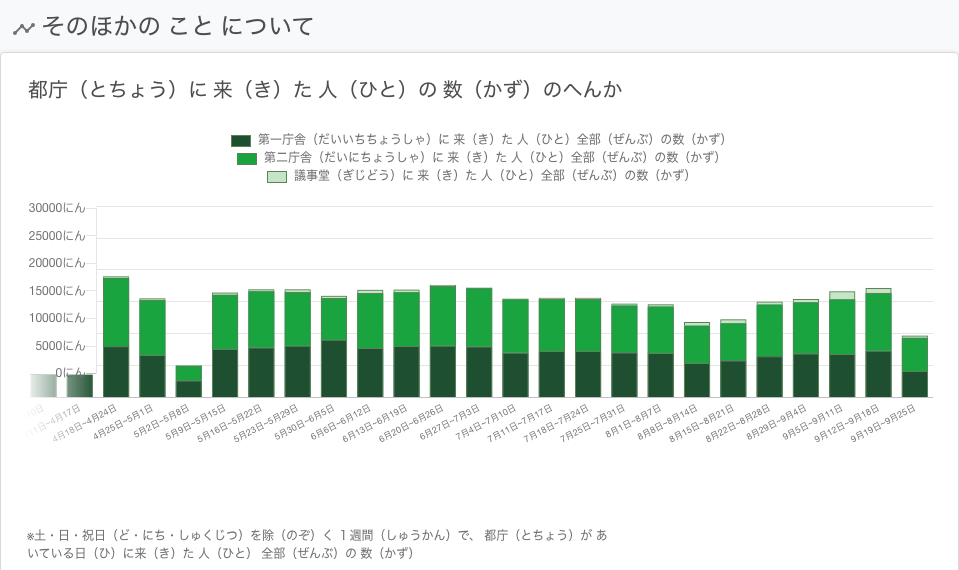 そのほかの こと について
都庁（とちょう）に 来（き）た 人（ひと）の 数（かず）のへんか
第一庁舎（だいいちちょうしゃ）に 来（き）た 人（ひと）全部（ぜんぶ）の数（かず）
第二庁舎（だいにちょうしゃ）に 来（き）た 人（ひと）全部（ぜんぶ）の数（かず）
議事堂（ぎじどう）に 来（き）た 人（ひと）全部（ぜんぶ）の数（かず）
30000にん
25000にん
20000にん
15000にん
10000にん
5000にん
0にん
4月18日~4月24日
4月25日~5月1日
5月2日~5月8日
5月9日~5月15日
5月16日~5月22日
5月23日~5月29日
5月30日~6月5日
6月6日~6月12日
6月13日~6月19日
6月20日~6月26日
6月27日~7月3日
7月4日~7月10日
7月11日~7月17日
7月18日~7月24日
7月25日~7月31日
8月1日~8月7日
8月8日~8月14日
8月15日~8月21日
8月22日~8月28日
8月29日~9月4日
9月5日~9月11日
9月12日~9月18日
9月19日~9月25日
※土・日・祝日（ど・にち・しゅくじつ）を除（のぞ）く １週間（しゅうかん）で、 都庁（とちょう）が あ
いている日（ひ）に来（き）た 人（ひと） 全部（ぜんぶ）の 数（かず）